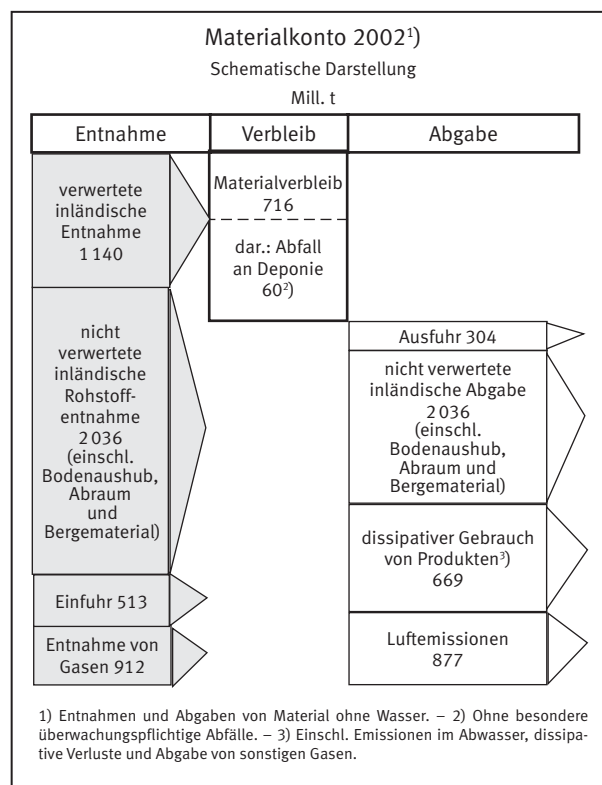 Materialkonto 2002¹)
Schematische Darstellung
Mill. t
Entnahme
Verbleib
Abgabe
verwertete
inländische
Entnahme
1 140
nicht
verwertete
inländische
Rohstoff-
entnahme
2 036
(einschl.
Bodenaushub,
Abraum
und
Bergematerial)
Einfuhr 513
Entnahme von
Gasen 912
Materialverbleib
716
dar.: Abfall
an Deponie
60²)
Ausfuhr 304
nicht verwertete
inländische Abgabe
2 036
(einschl.
Bodenaushub,
Abraum und
Bergematerial)
dissipativer Gebrauch
von Produkten³)
669
Luftemissionen
877
1) Entnahmen und Abgaben von Material ohne Wasser. – 2) Ohne besondere
überwachungspflichtige Abfälle. – 3) Einschl. Emissionen im Abwasser, dissipa-
tive Verluste und Abgabe von sonstigen Gasen.